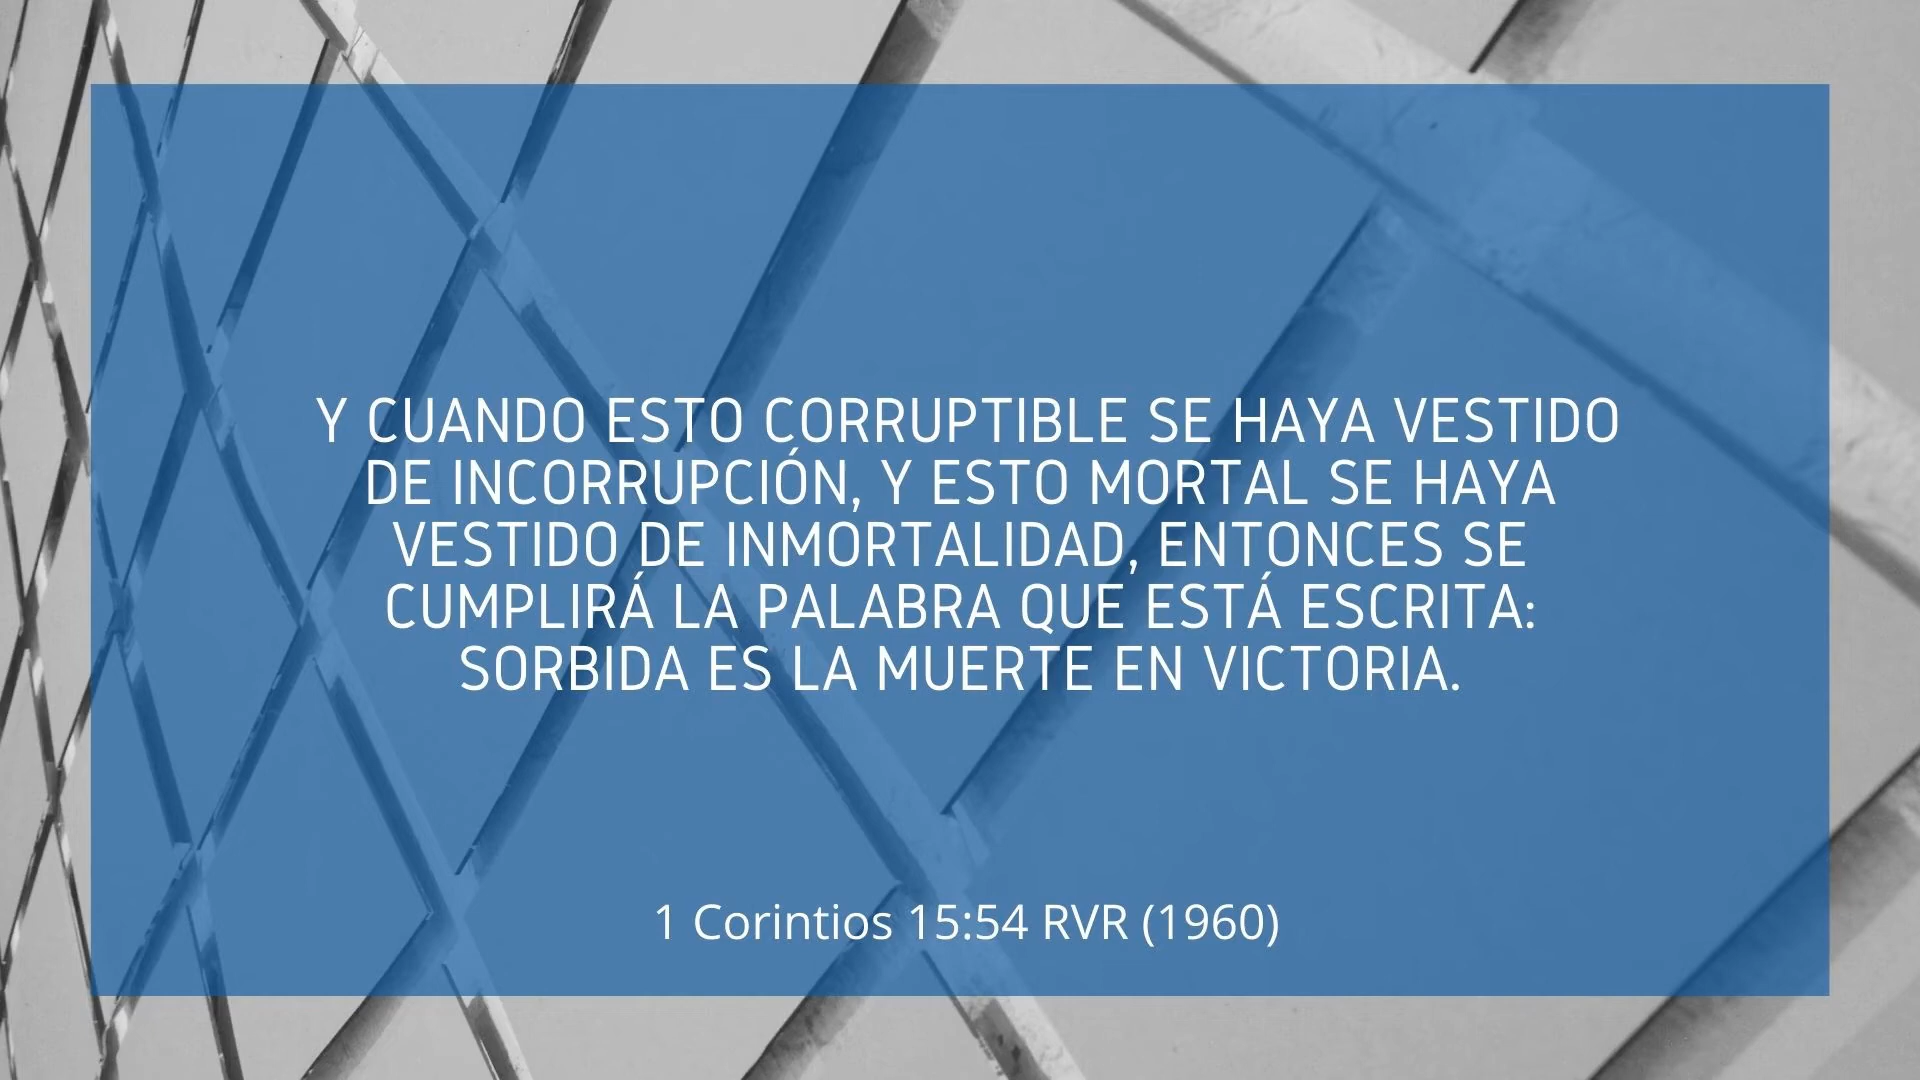 Y CUANDO ESTO CORRUPTIBLE SE HAYA VESTIDO
DE INCORRUPCIÓN, Y ESTO MORTAL SE HAYA
VESTIDO DE INMORTALIDAD, ENTONCES SE
CUMPLIRÁ LA PALABRA QUE ESTÁ ESCRITA:
SORBIDA ES LA MUERTE EN VICTORIA.
1 Corintios 15:54 RVR (1960)